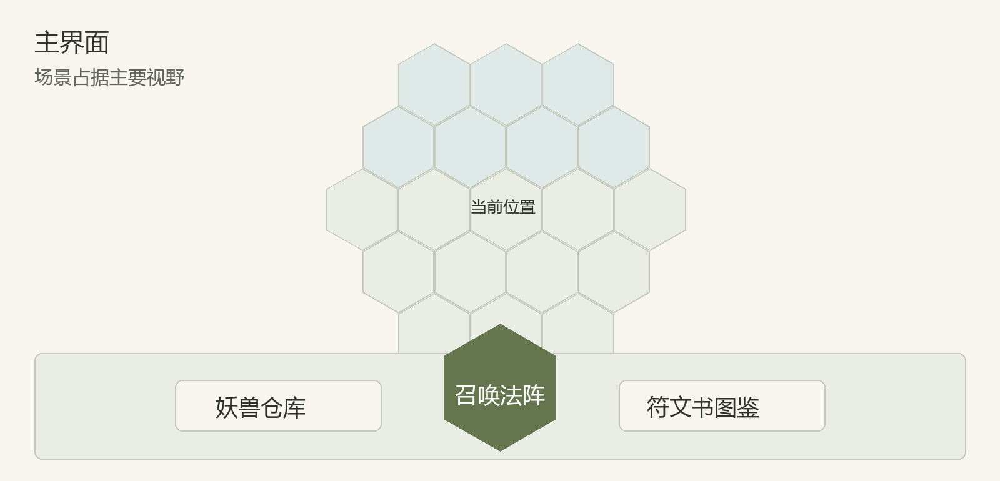 主界面
场景占据主要视野
当前位置
妖兽仓库
召唤法阵
符文书图鉴